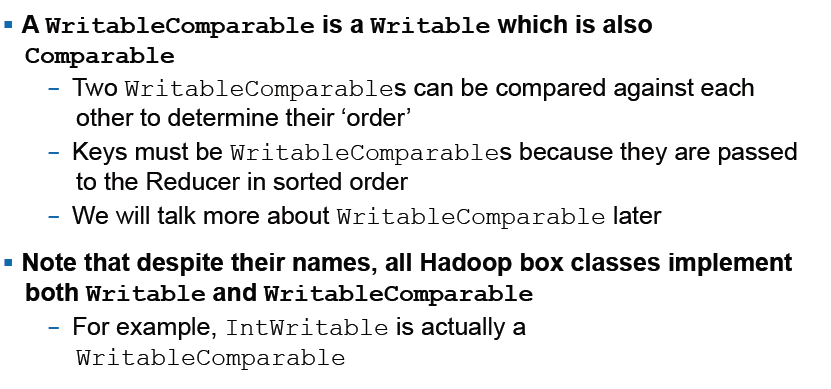 ▪ A WritableComparable is a Writable which is also
Comparable
– Two WritableComparables can be compared against each
other to determine their ‘order’
– Keys must be WritableComparables because they are passed
to the Reducer in sorted order
– We will talk more about WritableComparable later
▪ Note that despite their names, all Hadoop box classes implement
both Writable and WritableComparable
– For example, IntWritable is actually a
WritableComparable